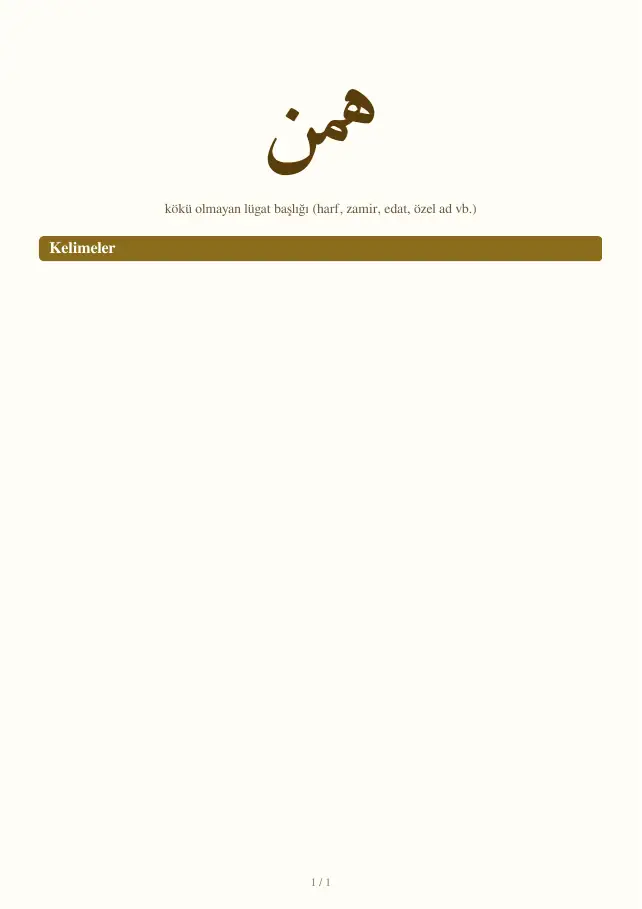 همن
kökü olmayan lügat başlığı (harf, zamir, edat, özel ad vb.)
Kelimeler
1 / 1